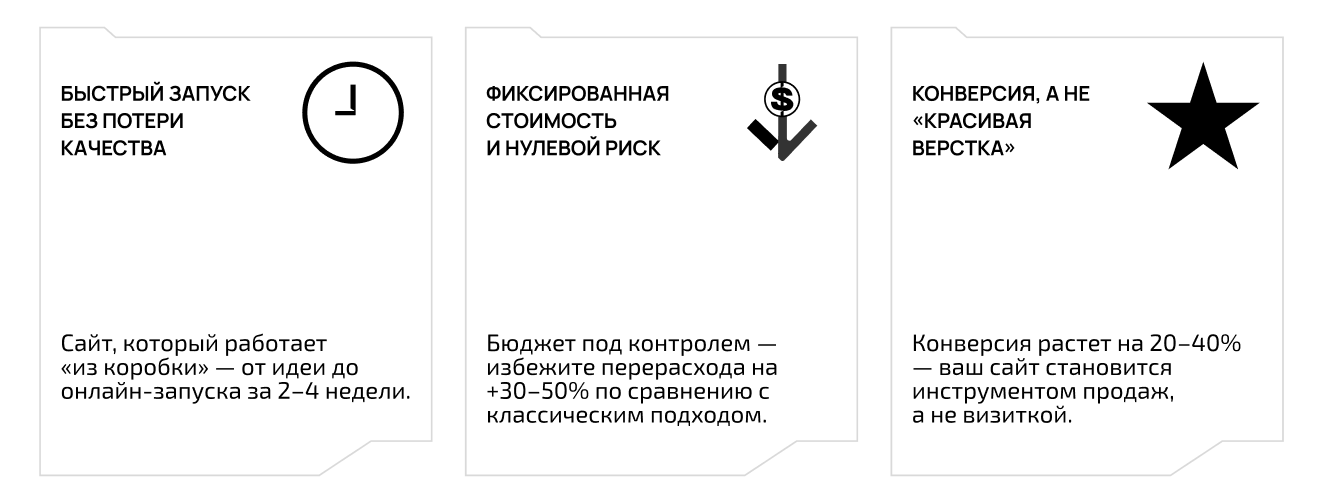 БЫСТРЫЙ ЗАПУСК
БЕЗ ПОТЕРИ
КАЧЕСТВА
Сайт, который работает
«из коробки» — от идеи до
онлайн-запуска за 2–4 недели.
ФИКСИРОВАННАЯ
СТОИМОСТЬ
И НУЛЕВОЙ РИСК
$
Бюджет под контролем —
избежите перерасхода на
+30–50% по сравнению с
классическим подходом.
КОНВЕРСИЯ, А НЕ
«КРАСИВАЯ
ВЕРСТКА»
Конверсия растет на 20–40%
— ваш сайт становится
инструментом продаж,
а не визиткой.